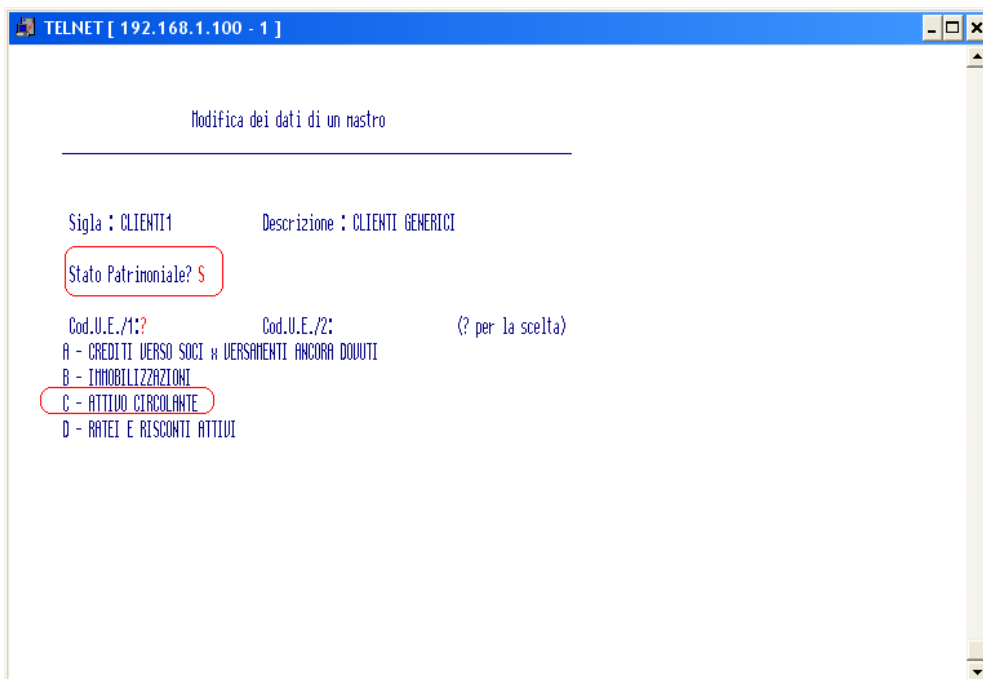 TELNET [ 192.168.1.100 - 1 ]
Modifica dei dati di un mastro
Sigla : CLIENTI1 Descrizione : CLIENTI GENERICI
Stato Patrimoniale? S
Cod.U.E./1:? Cod.U.E./2: (? per la scelta)
A - CREDITI VERSO SOCI x VERSAMENTI ANCORA DOVUTI
B - IMMOBILIZZAZIONI
C - ATTIVO CIRCOLANTE
D - RATEI E RISCONTI ATTIVI